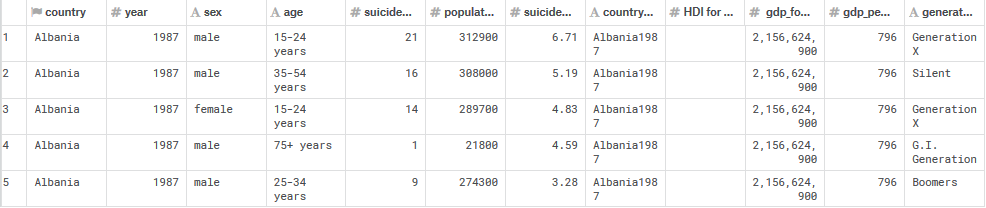 country # year A sex A age # suicide... # populat... # suicide... A country... # HDI for ... # gdp_fo... # gdp_pe... A generat...
1 Albania 1987 male 15-24 21 312900 6.71 Albania198 2,156,624, 796 Generation
years 7 900 X
2 Albania 1987 male 35-54 16 308000 5.19 Albania198 2,156,624, 796 Silent
years 7 900
3 Albania 1987 female 15-24 14 289700 4.83 Albania198 2,156,624, 796 Generation
years 7 900 X
4 Albania 1987 male 75+ years 1 21800 4.59 Albania198 2,156,624, 796 G.I.
7 900 Generation
5 Albania 1987 male 25-34 9 274300 3.28 Albania198 2,156,624, 796 Boomers
years 7 900